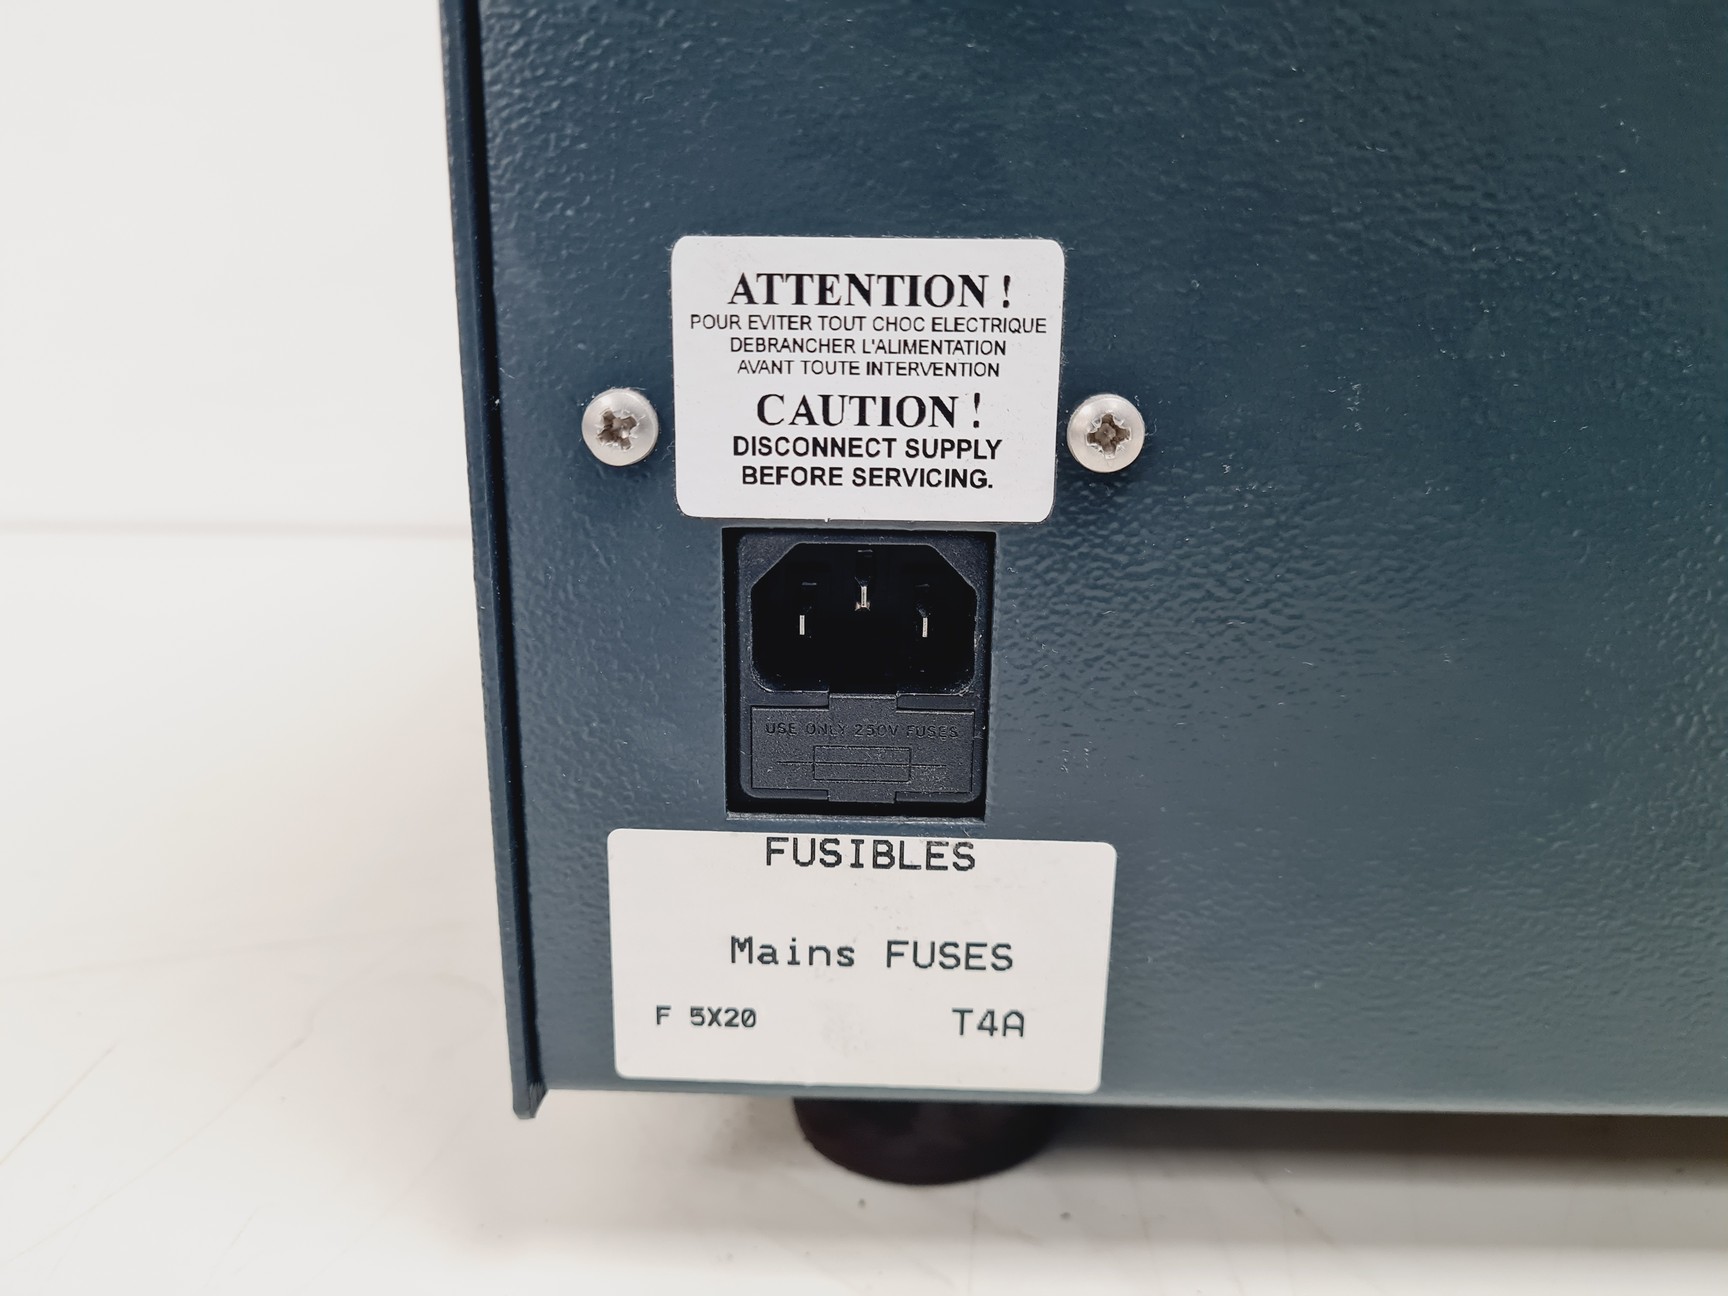 ATTENTION !
POUR EVITER TOUT CHOC ELECTRIQUE
DEBRANCHER L'ALIMENTATION
AVANT TOUTE INTERVENTION
CAUTION !
DISCONNECT SUPPLY
BEFORE SERVICING.
USE ONLY 250V FUSES
FUSIBLES
Mains FUSES
F 5X20 T4A